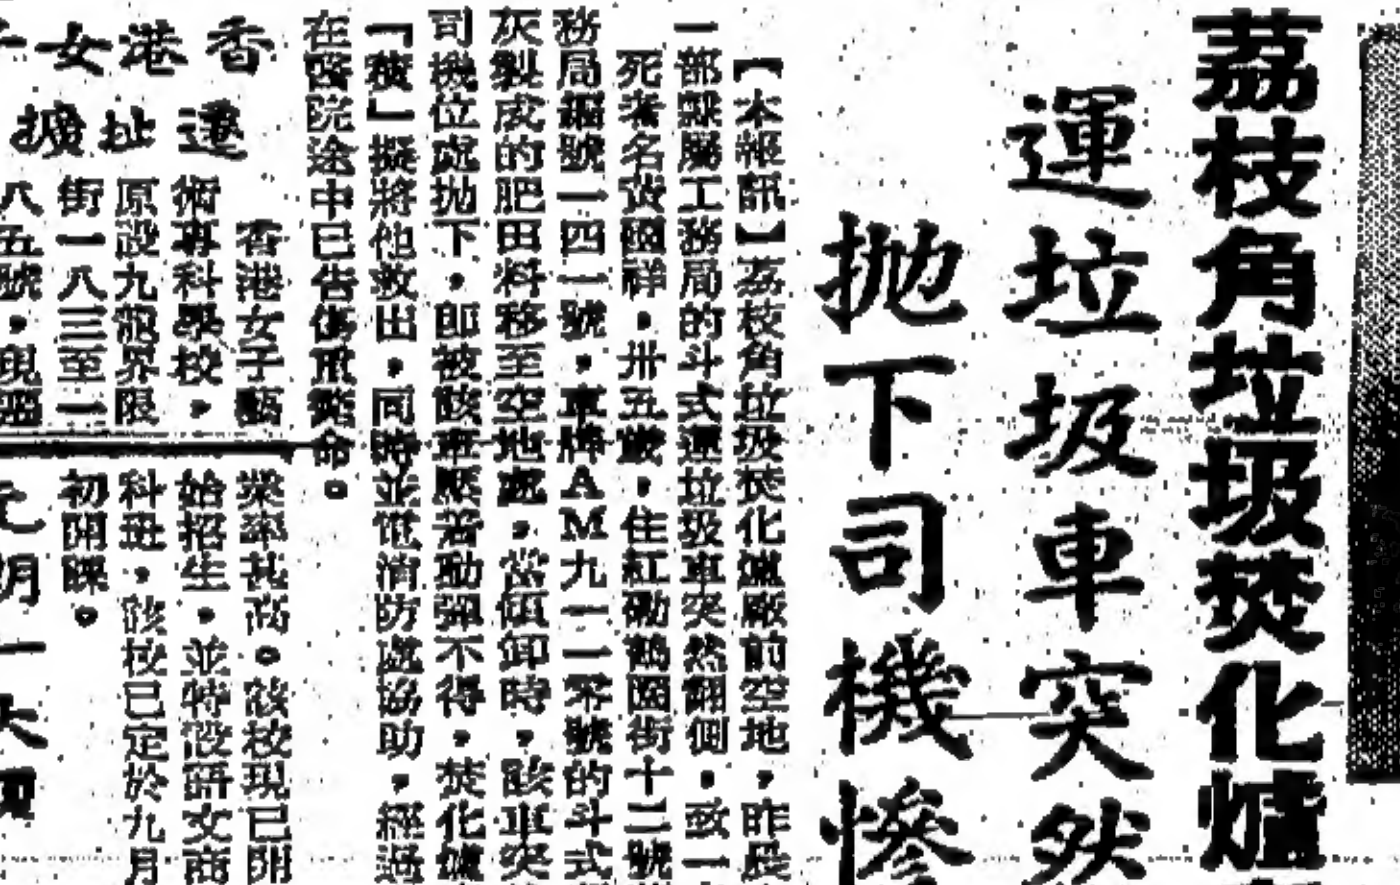 荔枝角垃圾焚化爐
運垃圾車突然
拋下司機慘
【本報訊】荔枝角垃圾焚化爐廠前空地，昨晨
一部隸屬工務局的斗式運垃圾車突然翻側，致一
死者名黃國祥，卅五歲，住紅磡鶴園街十二號
務局編號一四一號，車牌AM九一一零號的斗式
灰製成的肥田料移至空地處，當傾卸時，該車突
司機位處拋下，即被該車壓着動彈不得，焚化爐
「椗」擬將他救出，同時並電消防處協助，經過
在醫院途中已告傷重斃命。
香港女子
遷址擴
香港女子藝
術專科學校，
原設九龍界限
街一八三至一
八五號，現
業率甚高。該校現已開
始招生，並特設語文商
科班，該校已定於九月
初開課。
元朗一